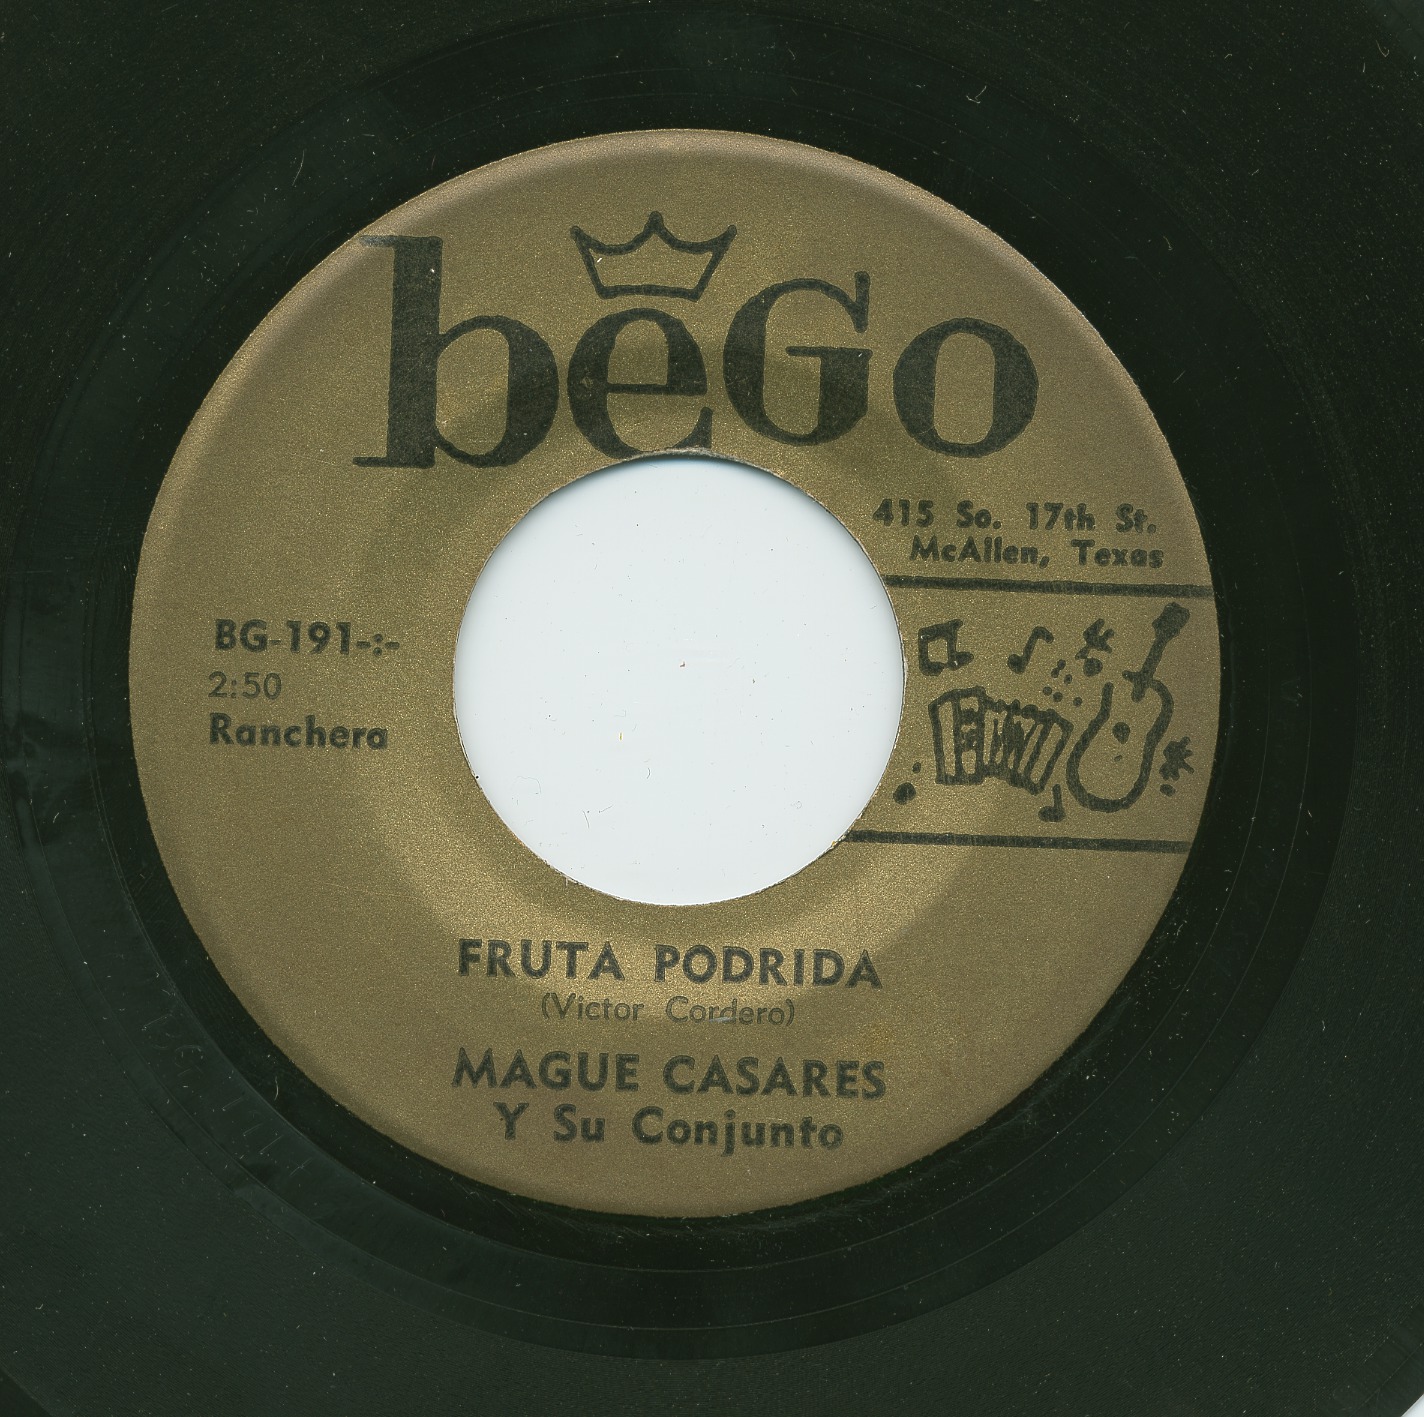 beGo
415 So. 17th St.
McAllen, Texas
BG-191-:-
2:50
Ranchera
FRUTA PODRIDA
(Victor Cordero)
MAGUE CASARES
Y Su Conjunto